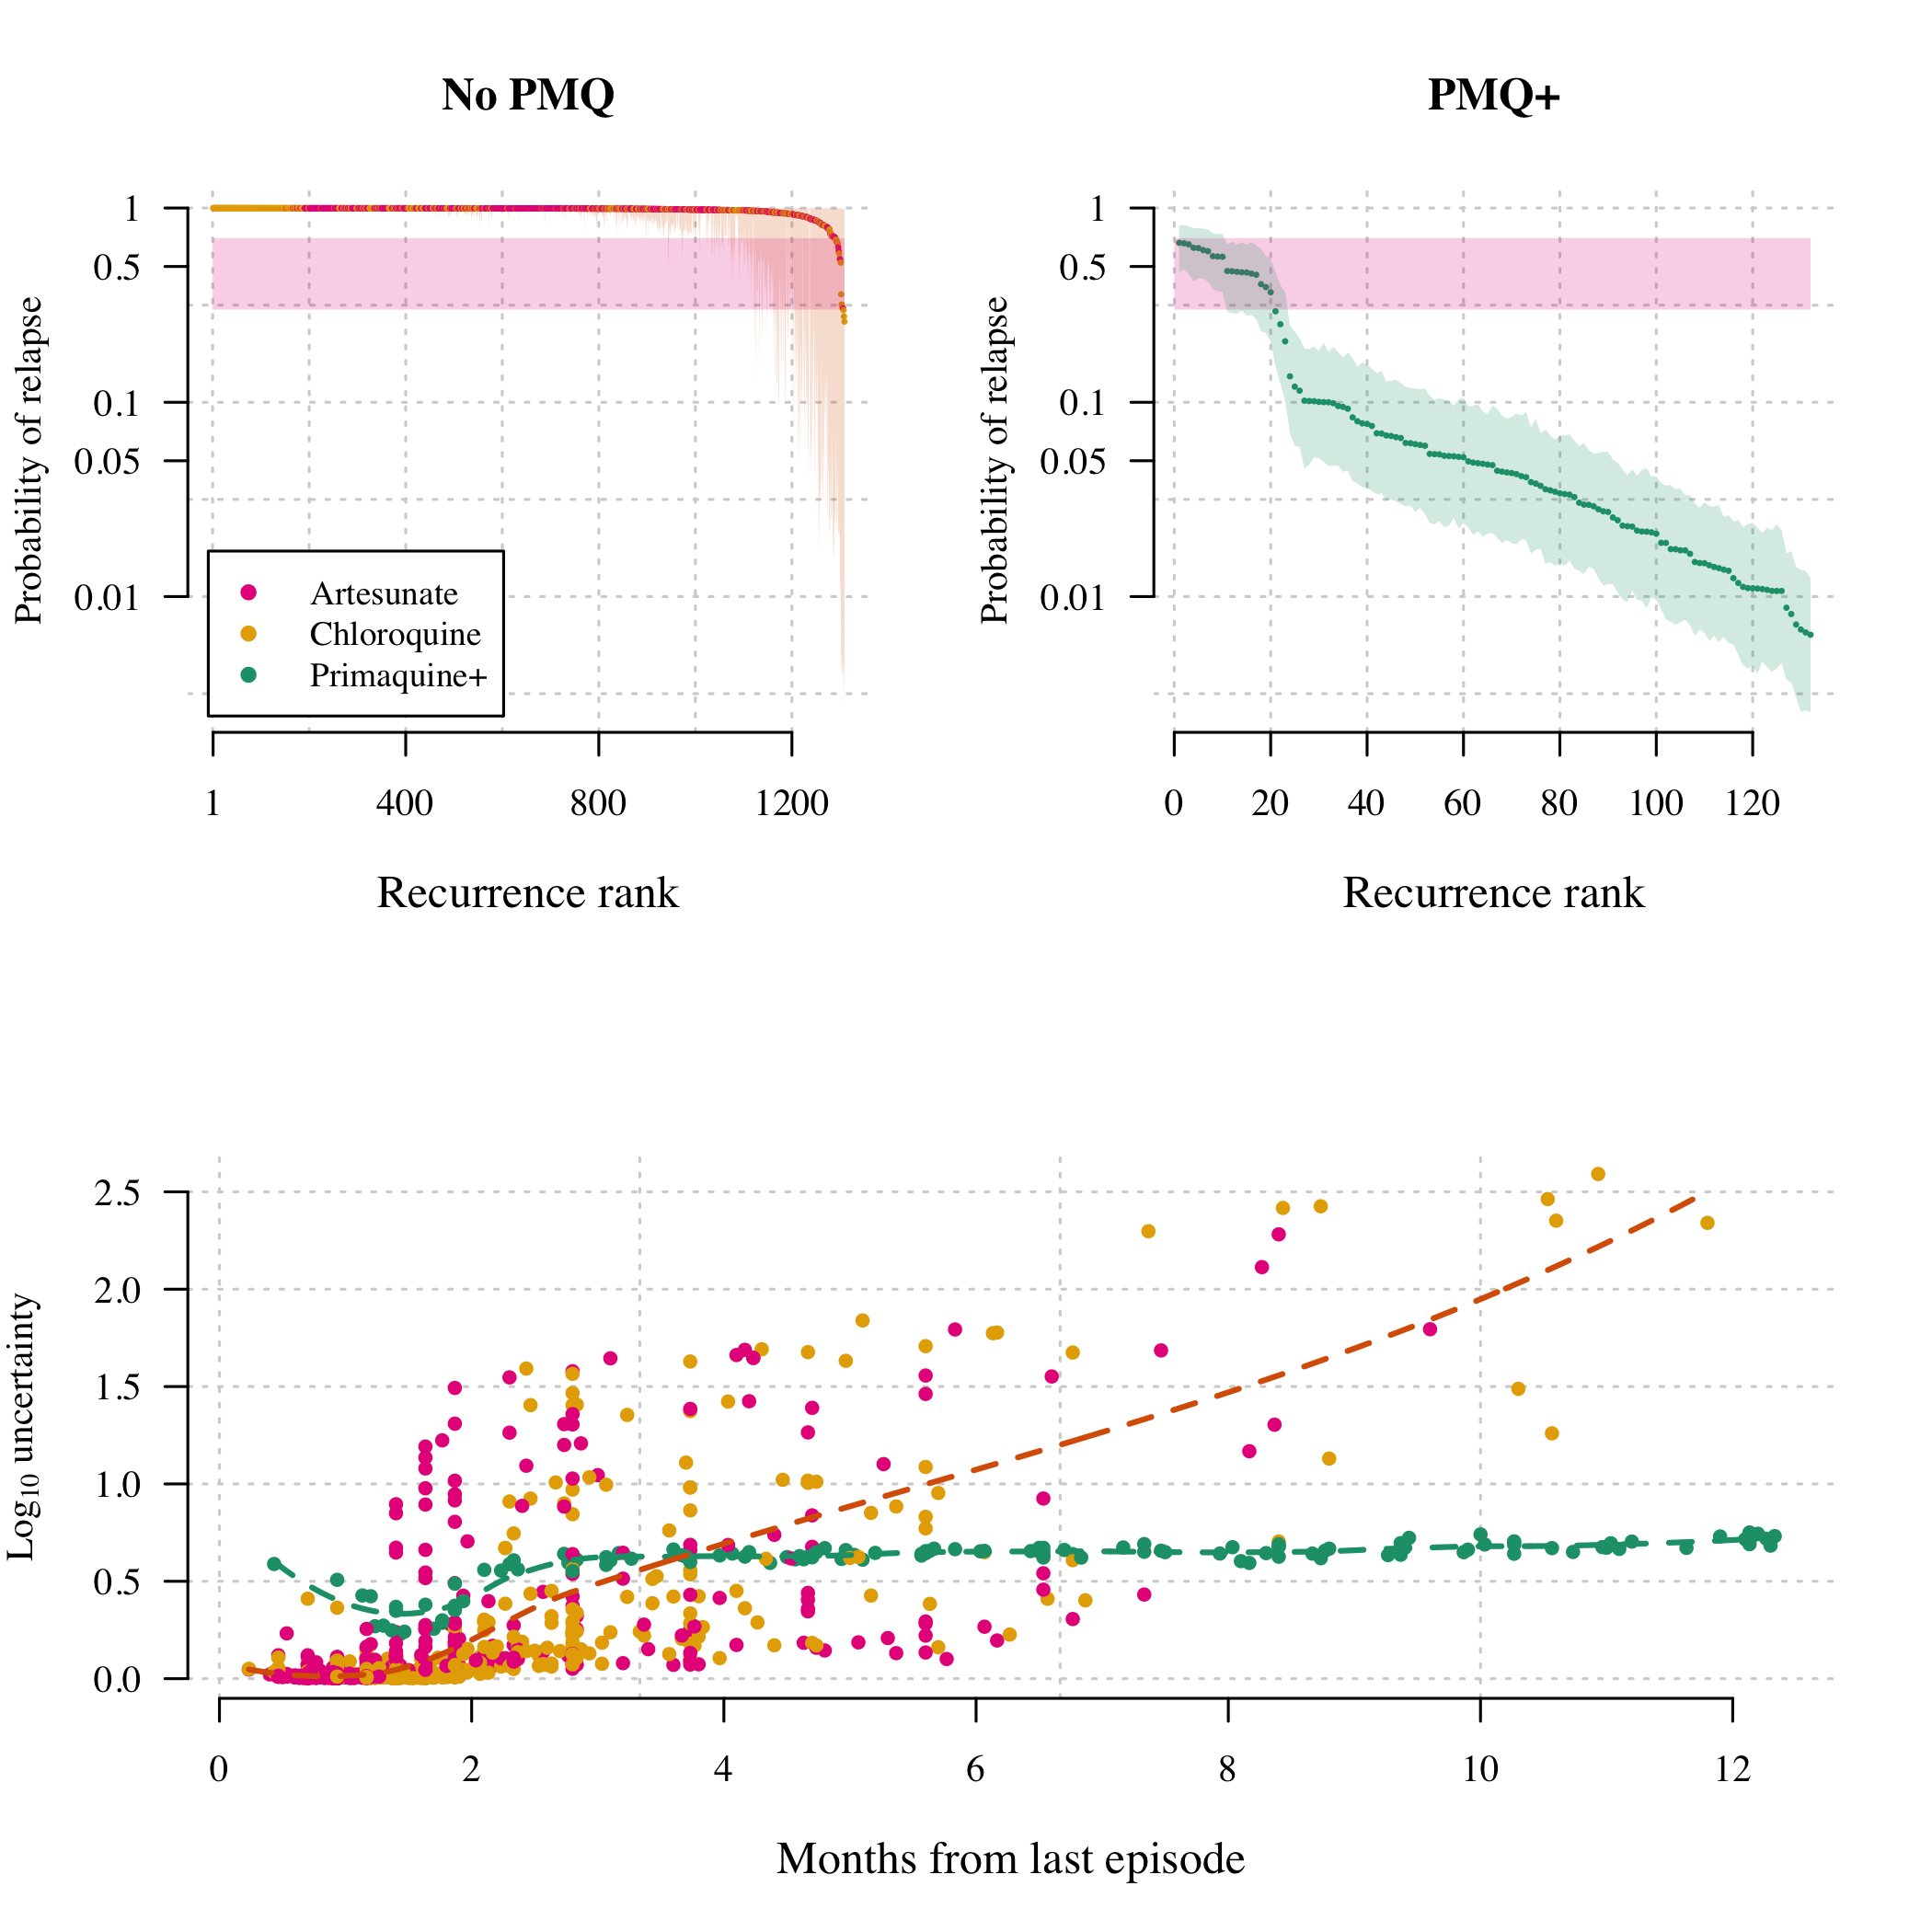 No PMQ
PMQ+
Probability of relapse
1
0.5
0.1
0.05
0.01
Artesunate
Chloroquine
Primaquine+
1 400 800 1200
Recurrence rank
Probability of relapse
1
0.5
0.1
0.05
0.01
0 20 40 60 80 100 120
Recurrence rank
Log10 uncertainty
2.5
2.0
1.5
1.0
0.5
0.0
0 2 4 6 8 10 12
Months from last episode